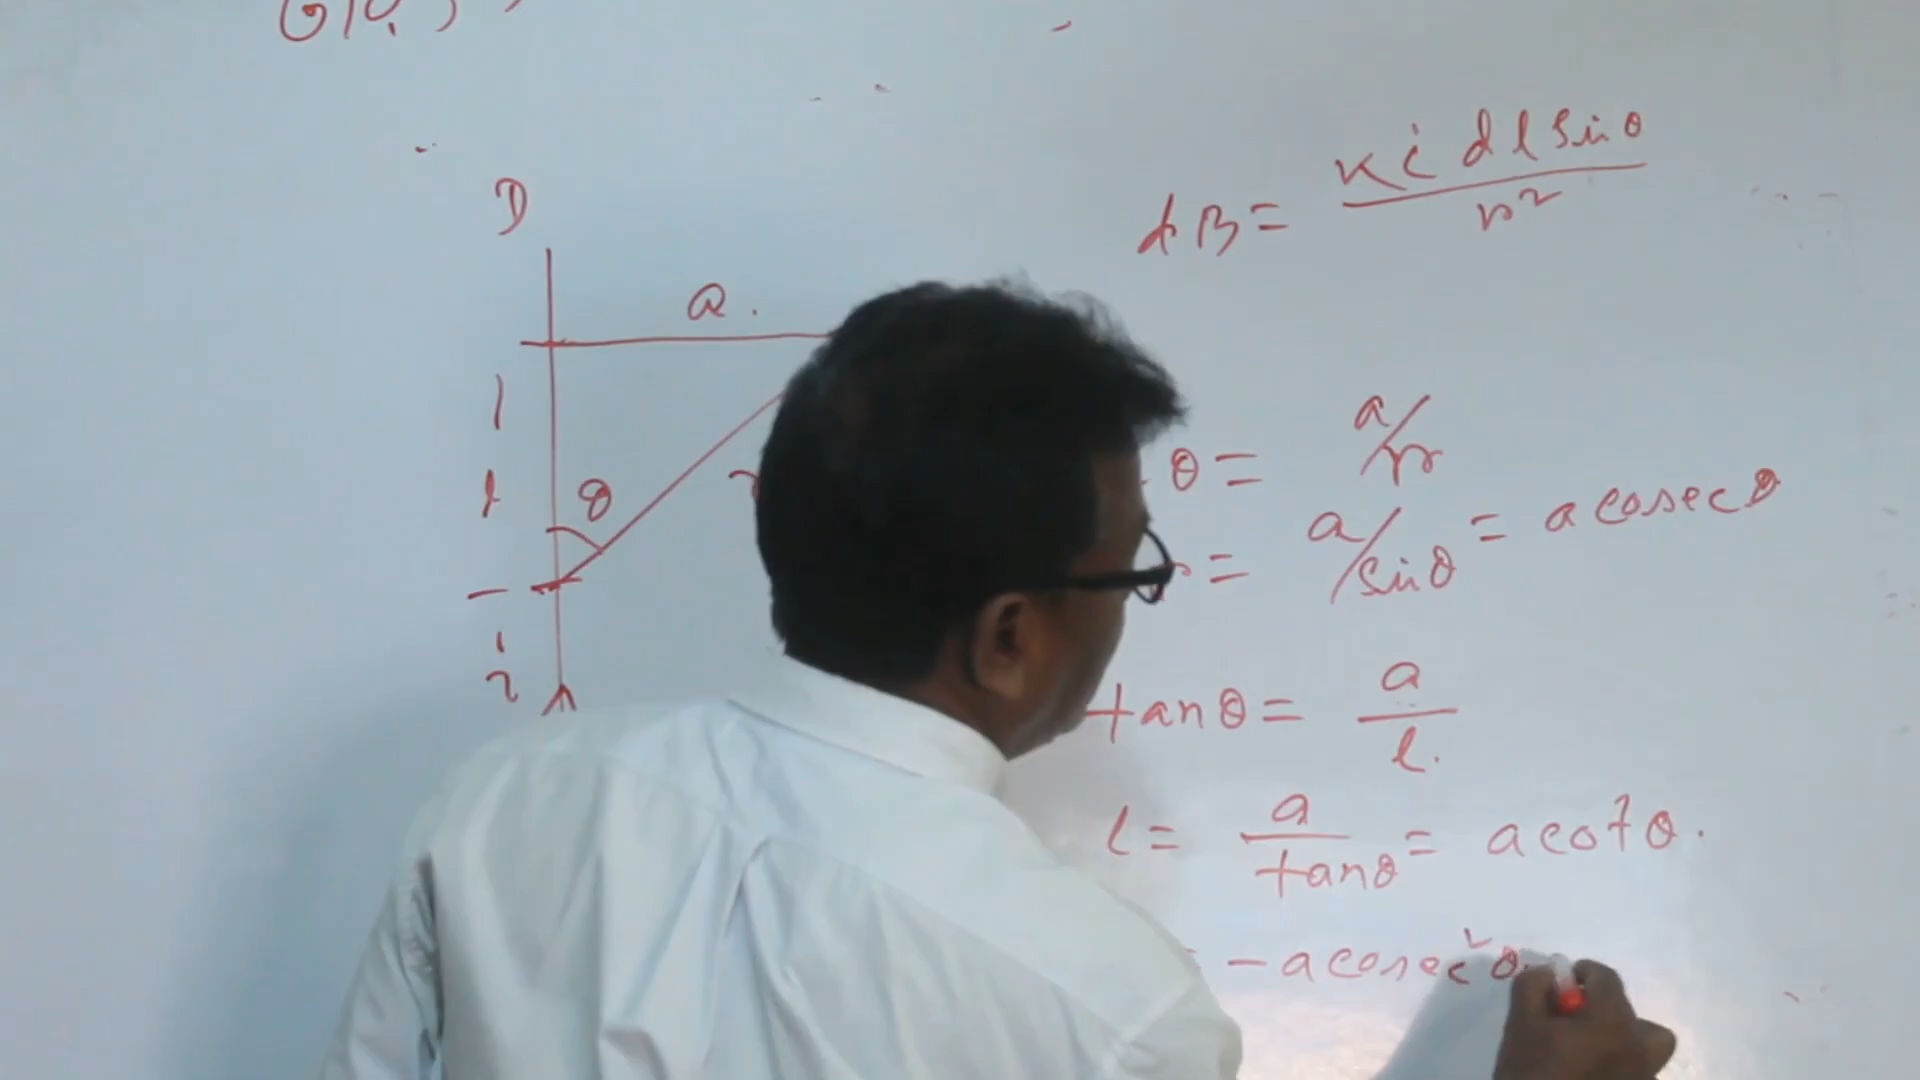 D
a.
l
θ
i
dB = Ki dl sinθ / r²
θ = a/r
r = a/sinθ = a cosecθ
tanθ = a/l.
l = a/tanθ = a cotθ.
= - a cosec²θ